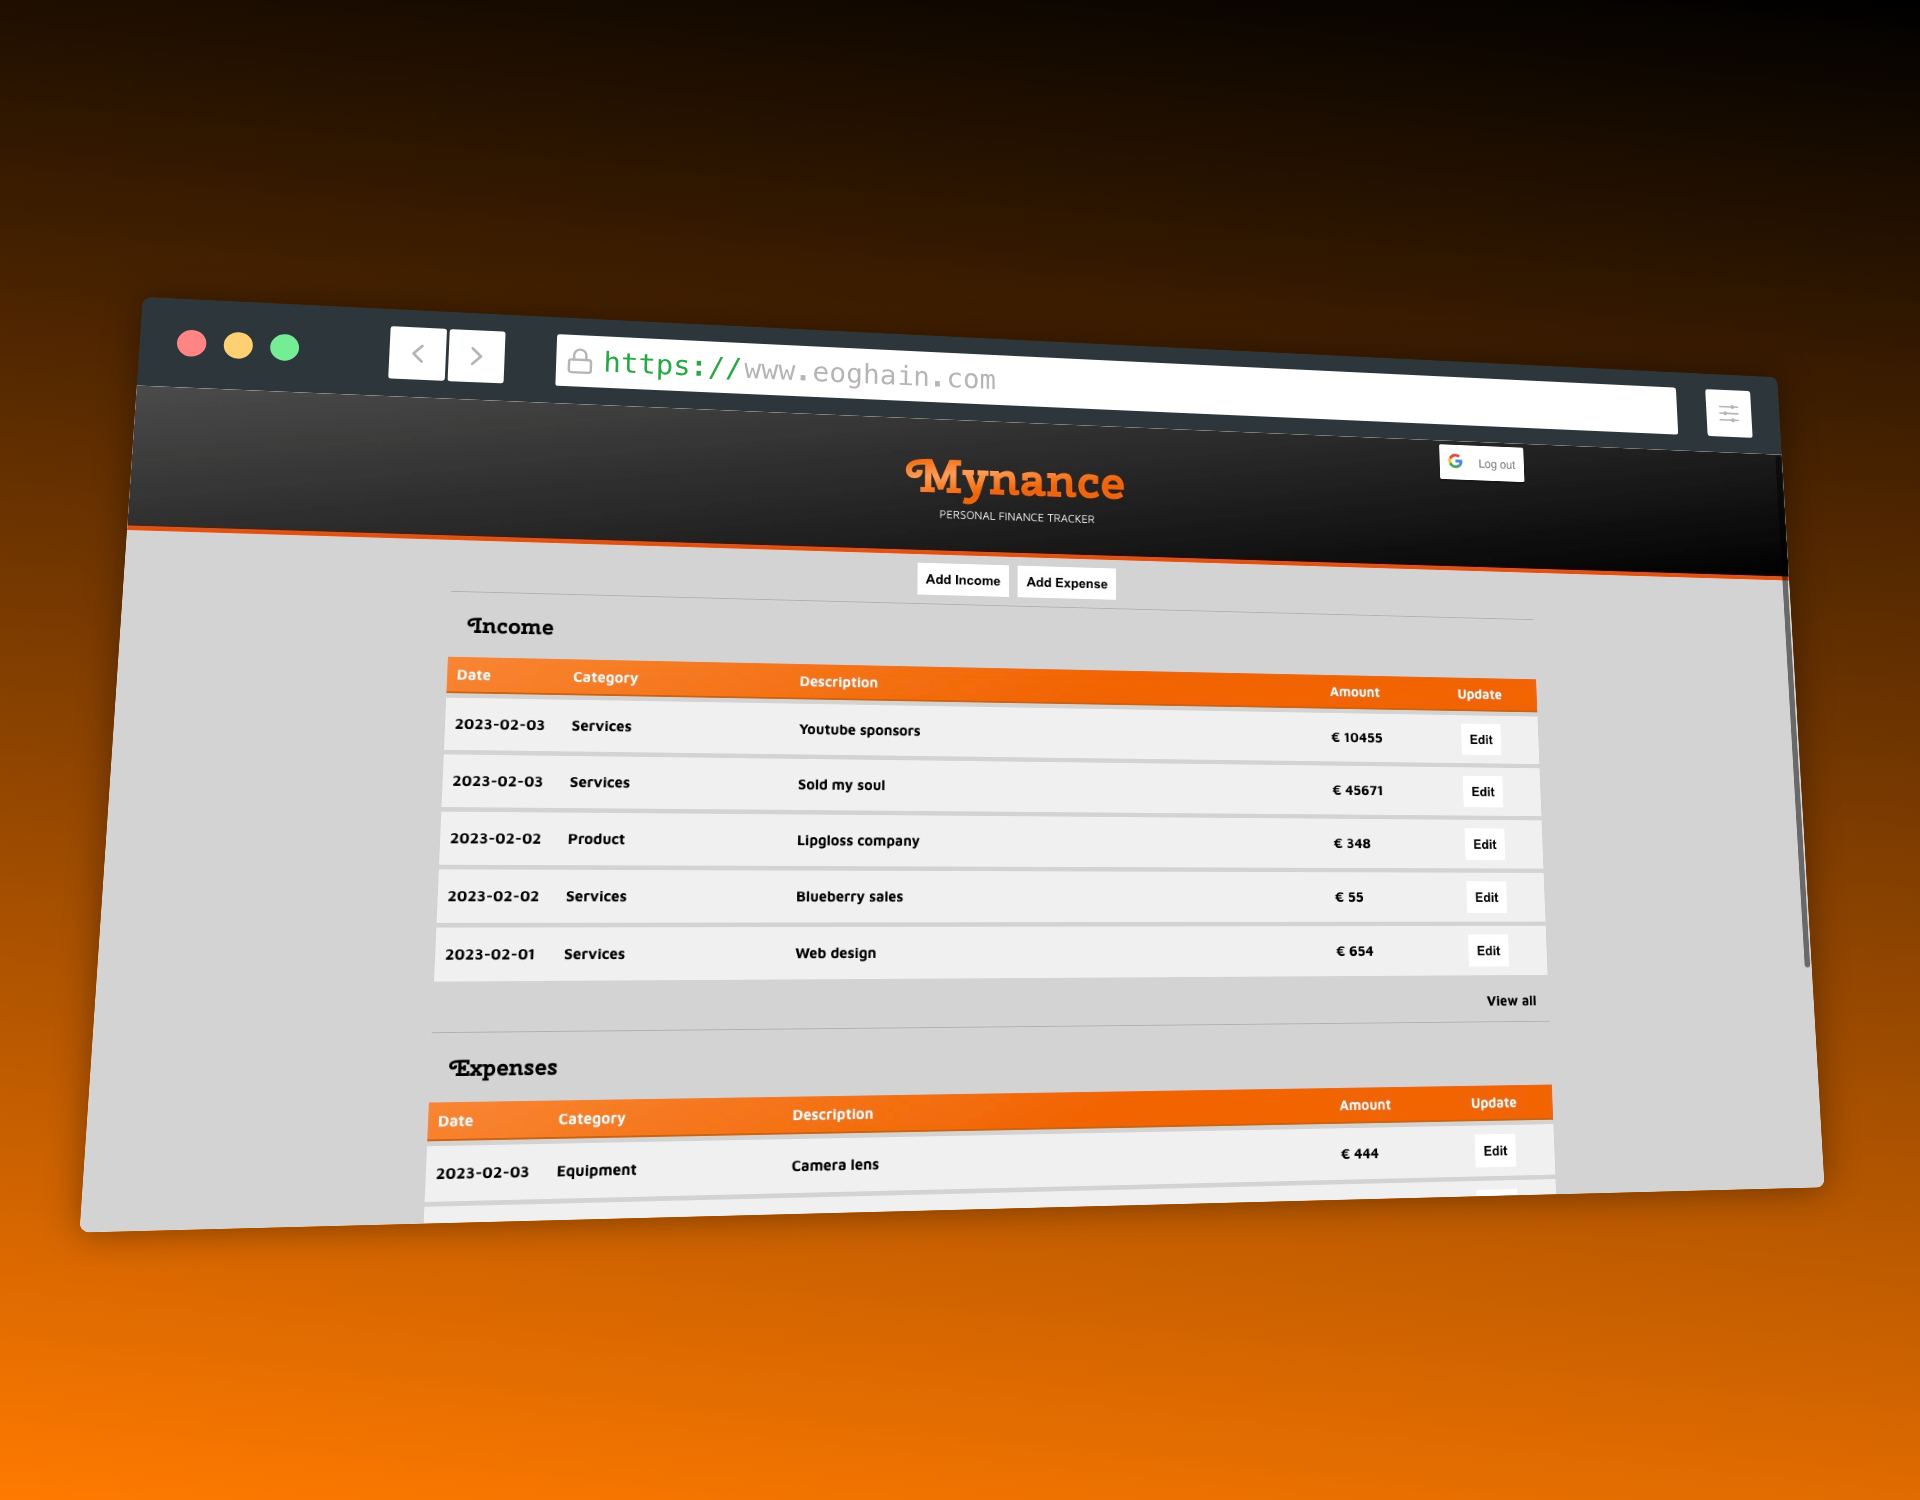 https://www.eoghain.com
Log out
Mynance
PERSONAL FINANCE TRACKER
Add Income Add Expense
Income
Date Category Description Amount Update
2023-02-03 Services Youtube sponsors € 10455 Edit
2023-02-03 Services Sold my soul € 45671 Edit
2023-02-02 Product Lipgloss company € 348 Edit
2023-02-02 Services Blueberry sales € 55 Edit
2023-02-01 Services Web design € 654 Edit
View all
Expenses
Date Category Description Amount Update
2023-02-03 Equipment Camera lens € 444 Edit